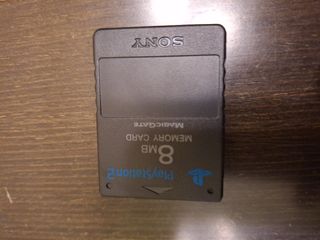 SONY
MAGICGATE
MEMORY CARD
8MB
PlayStation 2